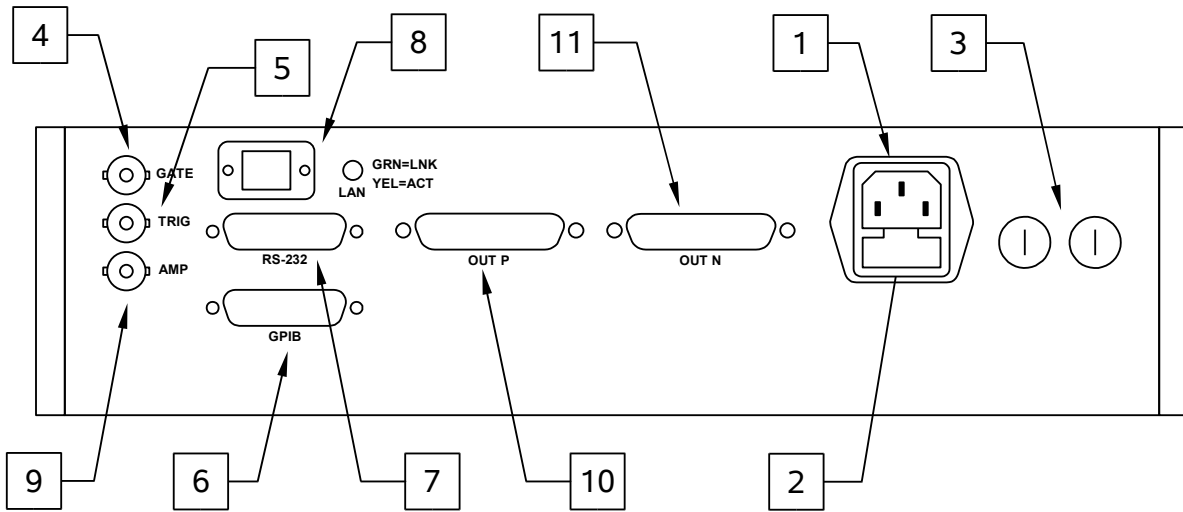 4
5
8
11
1
3
GATE
GRN=LNK
LAN
YEL=ACT
TRIG
RS-232
OUT P
OUT N
AMP
GPIB
9
6
7
10
2